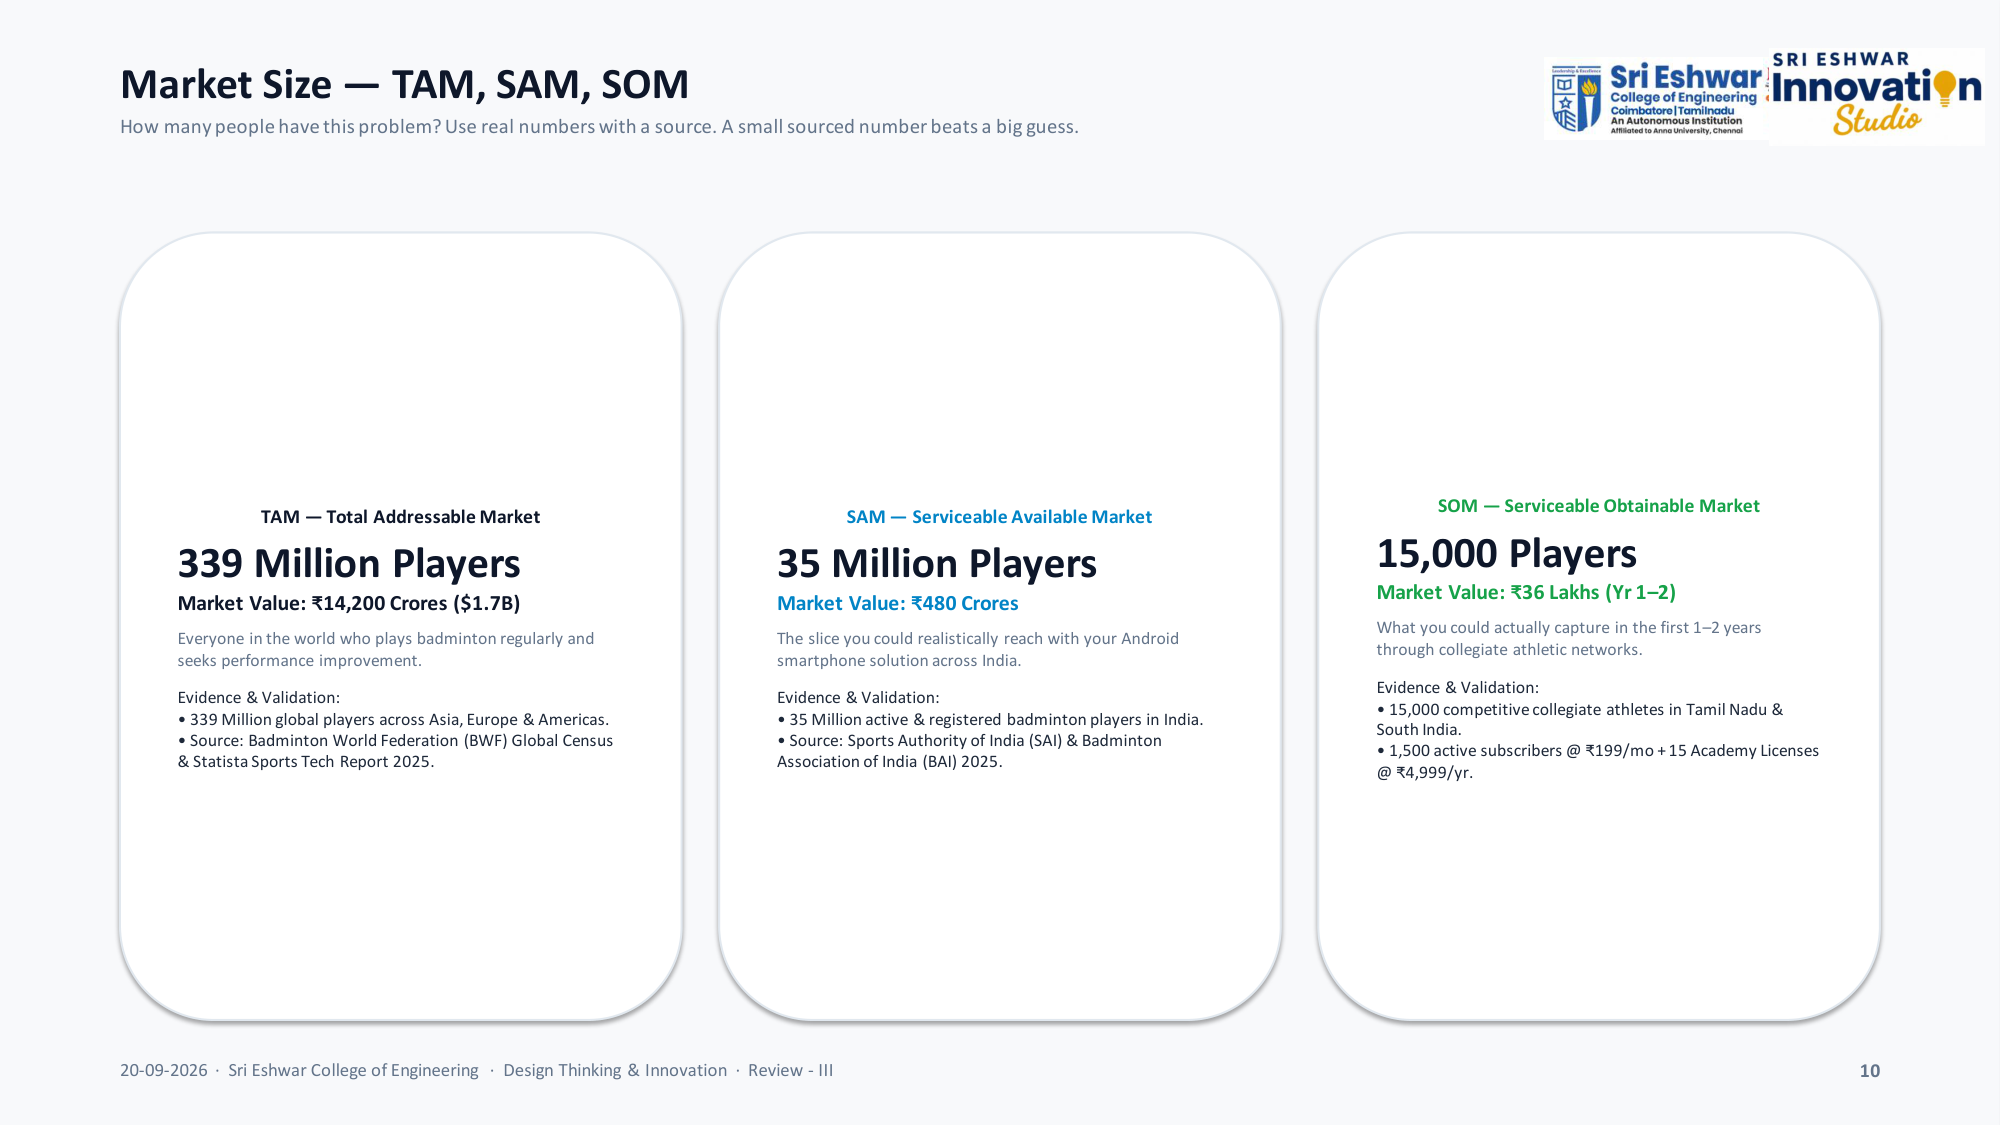 Market Size — TAM, SAM, SOM
How many people have this problem? Use real numbers with a source. A small sourced number beats a big guess.
Sri Eshwar
College of Engineering
Coimbatore|Tamilnadu
An Autonomous Institution
Affiliated to Anna University, Chennai
SRI ESHWAR
Innovation
Studio
TAM — Total Addressable Market
339 Million Players
Market Value: ₹14,200 Crores ($1.7B)
Everyone in the world who plays badminton regularly and
seeks performance improvement.
Evidence & Validation:
• 339 Million global players across Asia, Europe & Americas.
• Source: Badminton World Federation (BWF) Global Census
& Statista Sports Tech Report 2025.
SAM — Serviceable Available Market
35 Million Players
Market Value: ₹480 Crores
The slice you could realistically reach with your Android
smartphone solution across India.
Evidence & Validation:
• 35 Million active & registered badminton players in India.
• Source: Sports Authority of India (SAI) & Badminton
Association of India (BAI) 2025.
SOM — Serviceable Obtainable Market
15,000 Players
Market Value: ₹36 Lakhs (Yr 1–2)
What you could actually capture in the first 1–2 years
through collegiate athletic networks.
Evidence & Validation:
• 15,000 competitive collegiate athletes in Tamil Nadu &
South India.
• 1,500 active subscribers @ ₹199/mo + 15 Academy Licenses
@ ₹4,999/yr.
20-09-2026 · Sri Eshwar College of Engineering · Design Thinking & Innovation · Review - III
10